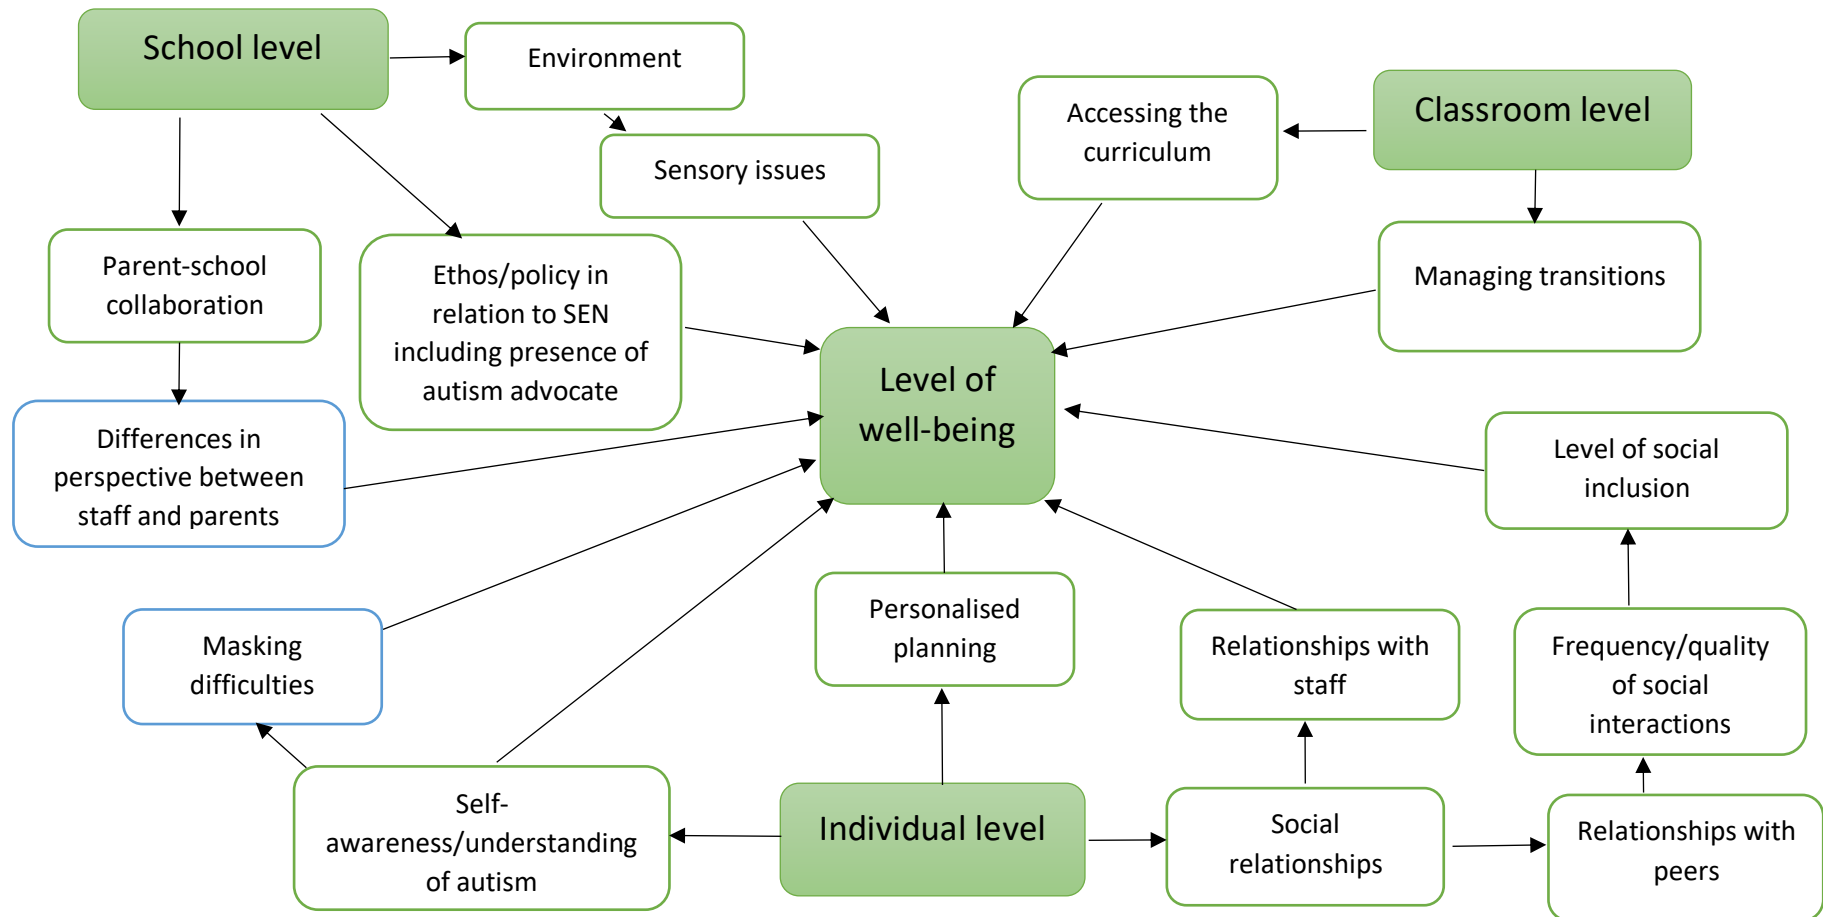 School level
Environment
Sensory issues
Accessing the
curriculum
Classroom level
Managing transitions
Parent-school
collaboration
Ethos/policy in
relation to SEN
including presence of
autism advocate
Level of
well-being
Differences in
perspective between
staff and parents
Level of social
inclusion
Masking
difficulties
Personalised
planning
Relationships with
staff
Frequency/quality
of social
interactions
Self-
awareness/understanding
of autism
Individual level
Social
relationships
Relationships with
peers